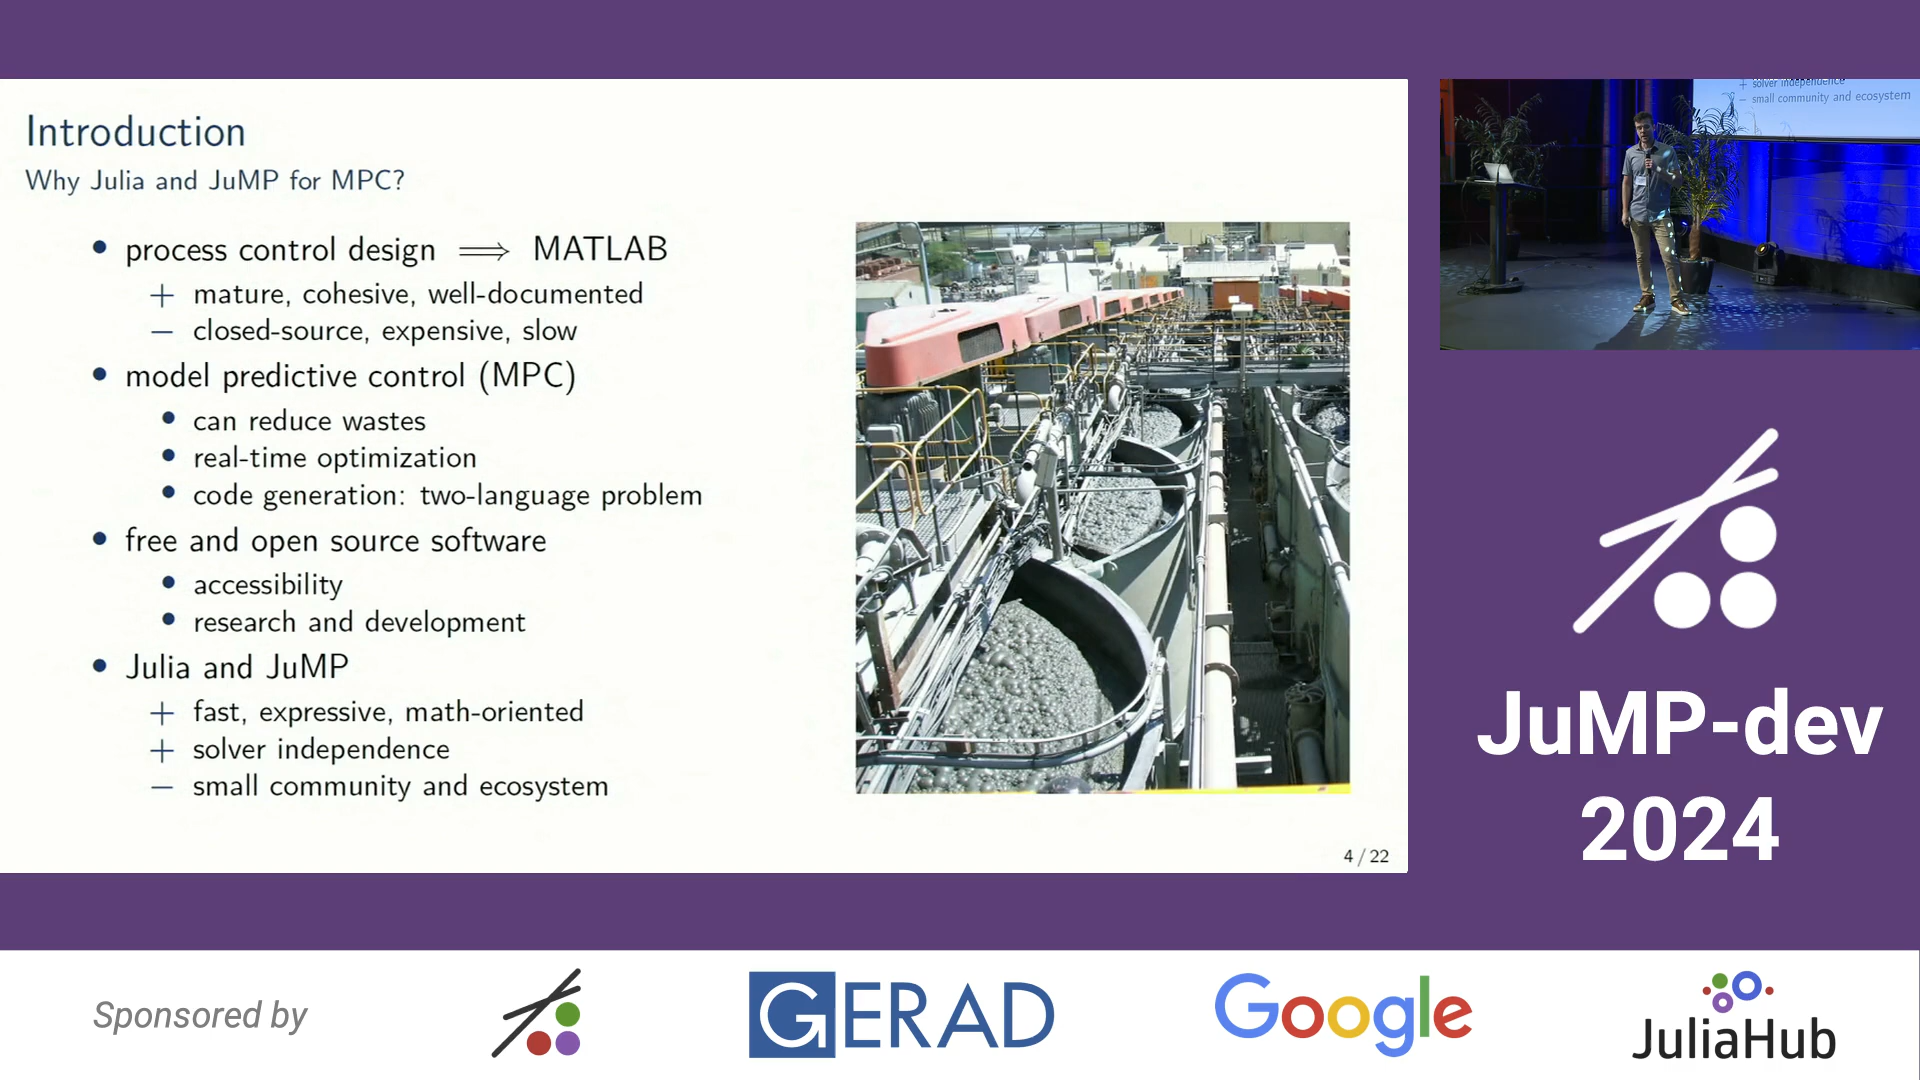 Introduction
Why Julia and JuMP for MPC?
• process control design ⟹ MATLAB
+ mature, cohesive, well-documented
− closed-source, expensive, slow
• model predictive control (MPC)
• can reduce wastes
• real-time optimization
• code generation: two-language problem
• free and open source software
• accessibility
• research and development
• Julia and JuMP
+ fast, expressive, math-oriented
+ solver independence
− small community and ecosystem
4 / 22
+ solver independence
− small community and ecosystem
JuMP-dev
2024
Sponsored by
GERAD
Google
JuliaHub